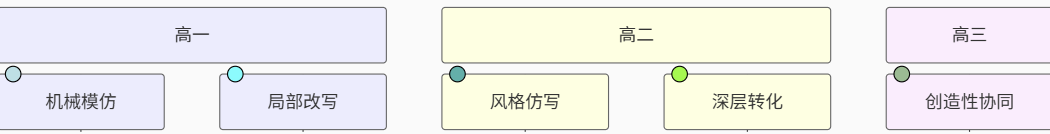 高一
高二
高三
机械模仿
局部改写
风格仿写
深层转化
创造性协同